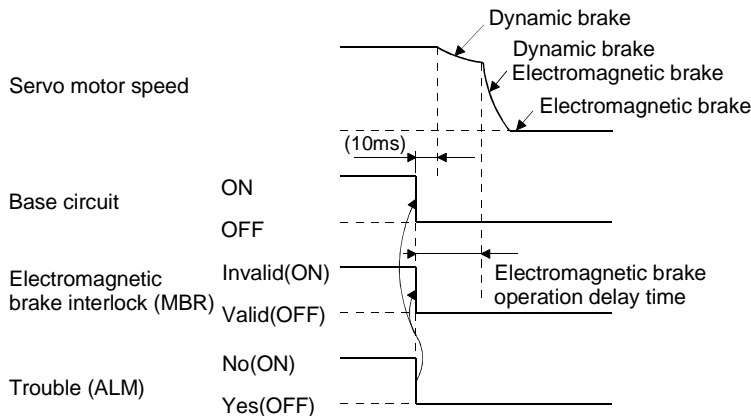 Dynamic brake
Dynamic brake
Electromagnetic brake
Servo motor speed
Electromagnetic brake
(10ms)
ON
Base circuit
OFF
Invalid(ON)
Electromagnetic brake
operation delay time
Electromagnetic
brake interlock (MBR)
Valid(OFF)
No(ON)
Trouble (ALM)
Yes(OFF)